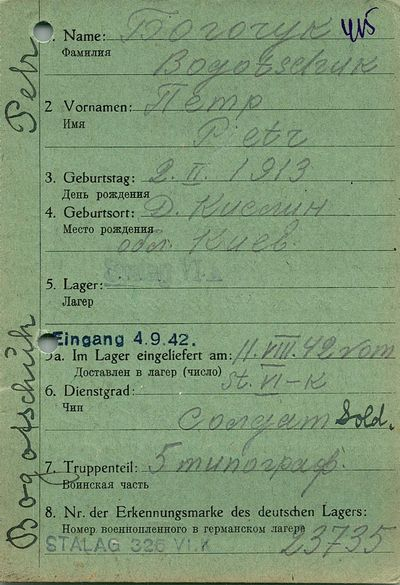 1. Name: Богочук
Фамилия
Bogotschuk
2 Vornamen: Петр
Имя
Pietr
3. Geburtstag: 2. II. 1913
День рождения
4. Geburtsort: Д. Кислин
Место рождения
обл. Киев.
5. Lager:
Лагер
Eingang 4.9.42.
5a. Im Lager eingeliefert am: 11. VIII. 42 vom
Доставлен в лагер (число)
St. VI-K
6. Dienstgrad:
Чин
Солдат Sold.
7. Truppenteil: 5 типограф.
Воинская часть
8. Nr. der Erkennungsmarke des deutschen Lagers:
Номер военнопленного в германском лагере
23735
STALAG 326 VI.K
Bogotschuk Petr